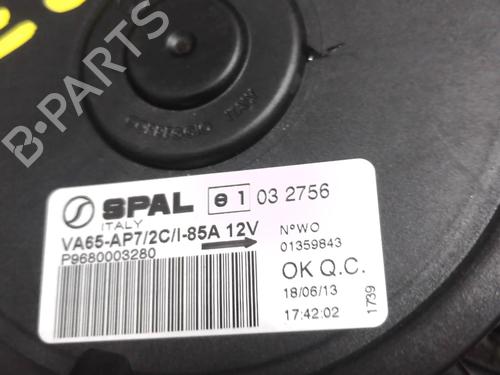 B-PARTS
SPAL
ITALY
e 1 03 2756
VA65-AP7/2C/I-85A 12V
P9680003280
N°WO
01359843
OK Q.C.
18/06/13
17:42:02
1739